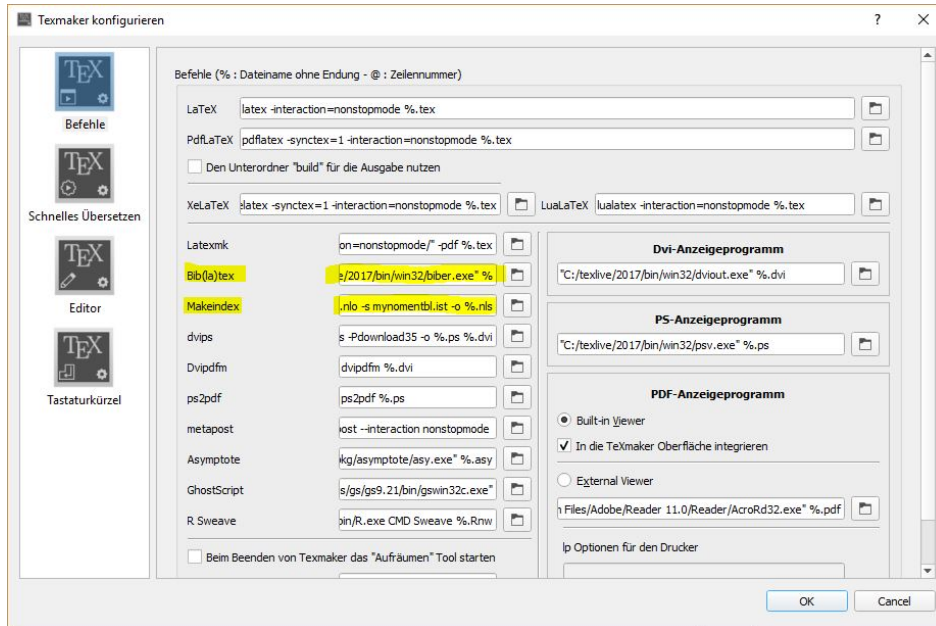 Texmaker konfigurieren
?
Befehle
Schnelles Übersetzen
Editor
Tastaturkürzel
Befehle (% : Dateiname ohne Endung - @ : Zeilennummer)
LaTeX latex -interaction=nonstopmode %.tex
PdfLaTeX pdflatex -synctex=1 -interaction=nonstopmode %.tex
Den Unterordner "build" für die Ausgabe nutzen
XeLaTeX elatex -synctex=1 -interaction=nonstopmode %.tex LuaLaTeX lualatex -interaction=nonstopmode %.tex
Latexmk on=nonstopmode/" -pdf %.tex
Bib(la)tex e/2017/bin/win32/biber.exe" %
Makeindex .nlo -s mynomentbl.ist -o %.nls
dvips s -Pdownload35 -o %.ps %.dvi
Dvipdfm dvipdfm %.dvi
ps2pdf ps2pdf %.ps
metapost ost --interaction nonstopmode
Asymptote kg/asymptote/asy.exe" %.asy
GhostScript s/gs/gs9.21/bin/gswin32c.exe"
R Sweave bin/R.exe CMD Sweave %.Rnw
Beim Beenden von Texmaker das "Aufräumen" Tool starten
Dvi-Anzeigeprogramm
"C:/texlive/2017/bin/win32/dviout.exe" %.dvi
PS-Anzeigeprogramm
"C:/texlive/2017/bin/win32/psv.exe" %.ps
PDF-Anzeigeprogramm
Built-in Viewer
In die TeXmaker Oberfläche integrieren
External Viewer
n Files/Adobe/Reader 11.0/Reader/AcroRd32.exe" %.pdf
lp Optionen für den Drucker
OK
Cancel